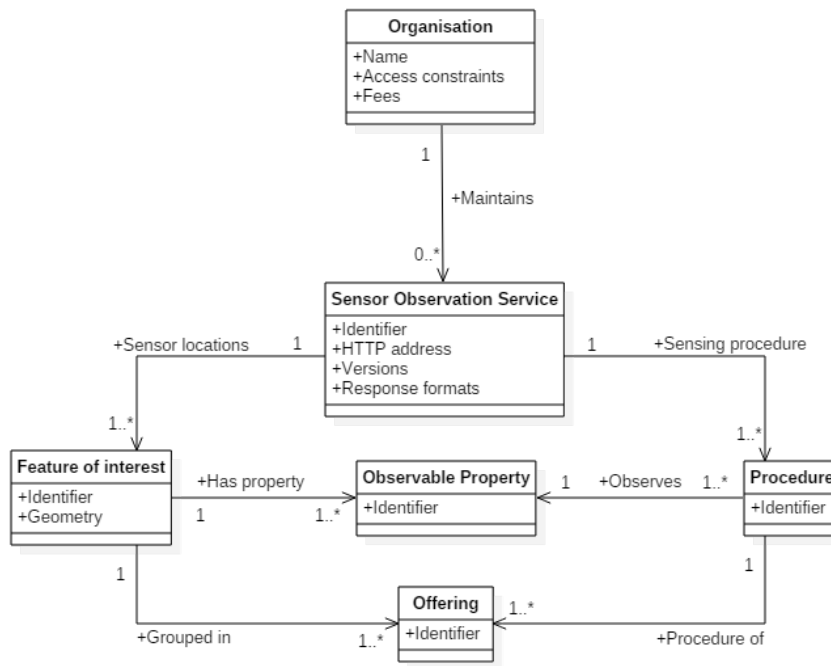 Organisation
+Name
+Access constraints
+Fees
1
+Maintains
0..*
Sensor Observation Service
+Identifier
+HTTP address
+Versions
+Response formats
+Sensor locations
1
1
+Sensing procedure
1..*
1..*
Feature of interest
+Identifier
+Geometry
+Has property
1
1..*
Observable Property
+Identifier
1
+Observes
1..*
Procedure
+Identifier
1
1
Offering
+Identifier
1..*
+Grouped in
1..*
+Procedure of